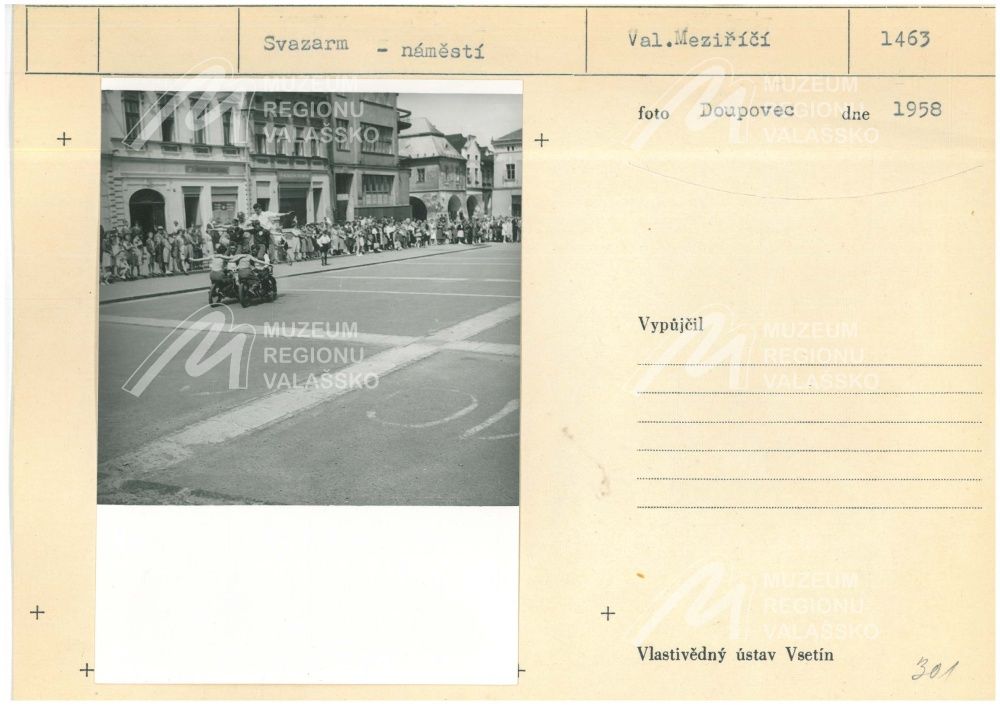 Svazarm - náměstí
Val.Meziříčí
1463
foto Doupovec dne 1958
MUZEUM
REGIONU
VALAŠSKO
MUZEUM
REGIONU
VALAŠSKO
Vypůjčil
MUZEUM
REGIONU
VALAŠSKO
MUZEUM
REGIONU
VALAŠSKO
MUZEUM
REGIONU
VALAŠSKO
Vlastivědný ústav Vsetín
301